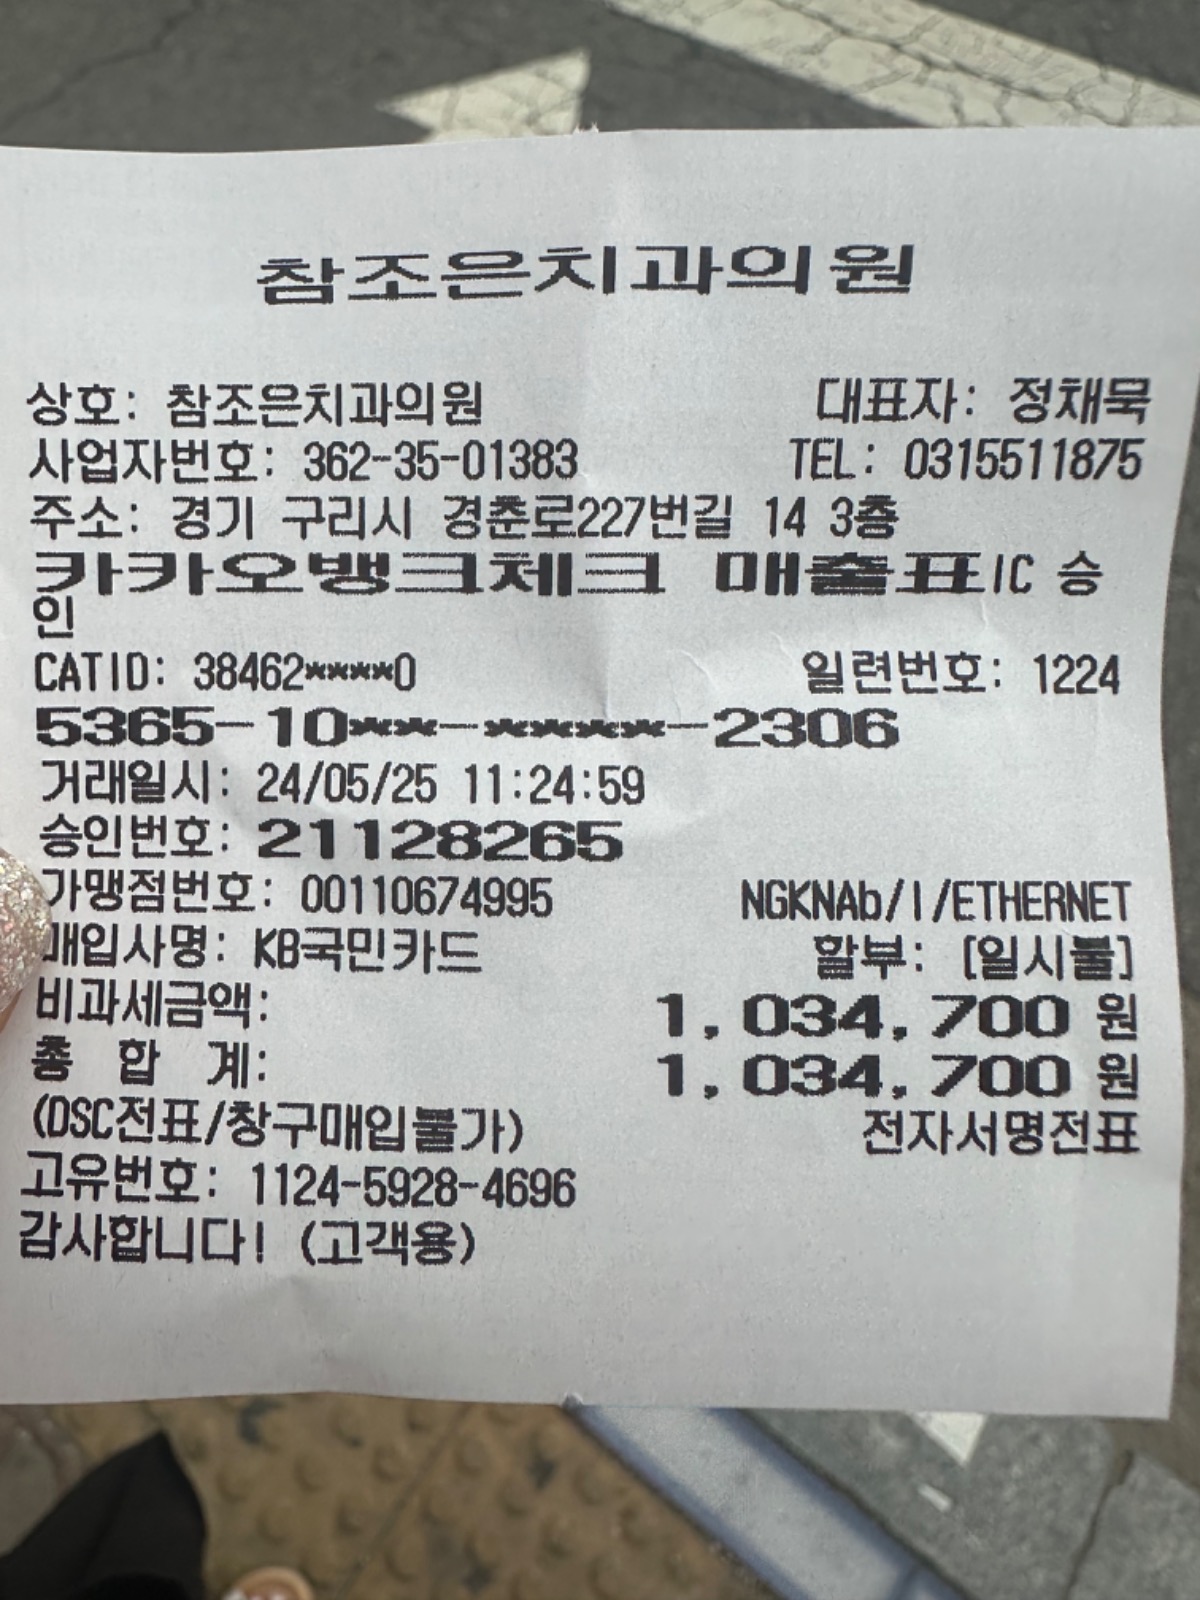 참조은치과의원
상호: 참조은치과의원 대표자: 정채묵
사업자번호: 362-35-01383 TEL: 0315511875
주소: 경기 구리시 경춘로227번길 14 3층
카카오뱅크체크 매출표IC 승
인
CATID: 38462****0 일련번호: 1224
5365-10**-****-2306
거래일시: 24/05/25 11:24:59
승인번호: 21128265
가맹점번호: 00110674995 NGKNAb/I/ETHERNET
매입사명: KB국민카드 할부: [일시불]
비과세금액: 1,034,700 원
총 합 계: 1,034,700 원
(DSC전표/창구매입불가) 전자서명전표
고유번호: 1124-5928-4696
감사합니다! (고객용)